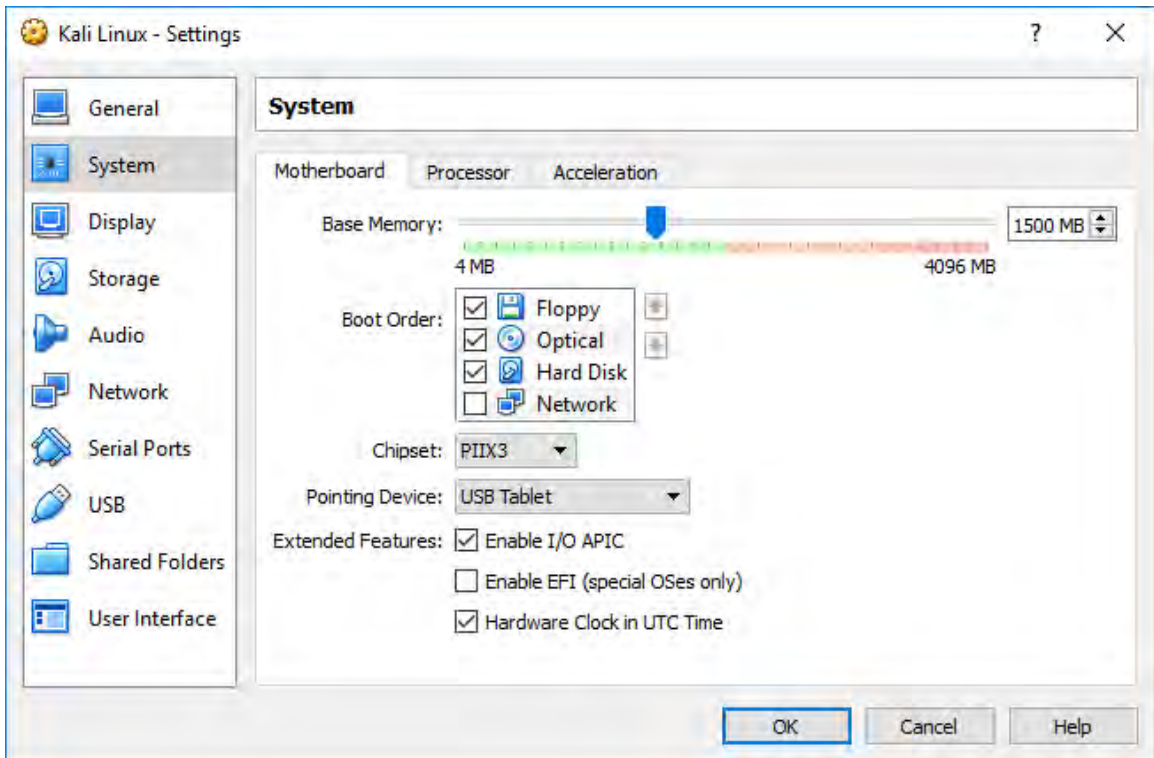 Kali Linux - Settings ?
General
System
Display
Storage
Audio
Network
Serial Ports
USB
Shared Folders
User Interface
System
Motherboard Processor Acceleration
Base Memory: 1500 MB
4 MB 4096 MB
Boot Order: Floppy
Optical
Hard Disk
Network
Chipset: PIIX3
Pointing Device: USB Tablet
Extended Features: Enable I/O APIC
Enable EFI (special OSes only)
Hardware Clock in UTC Time
OK Cancel Help